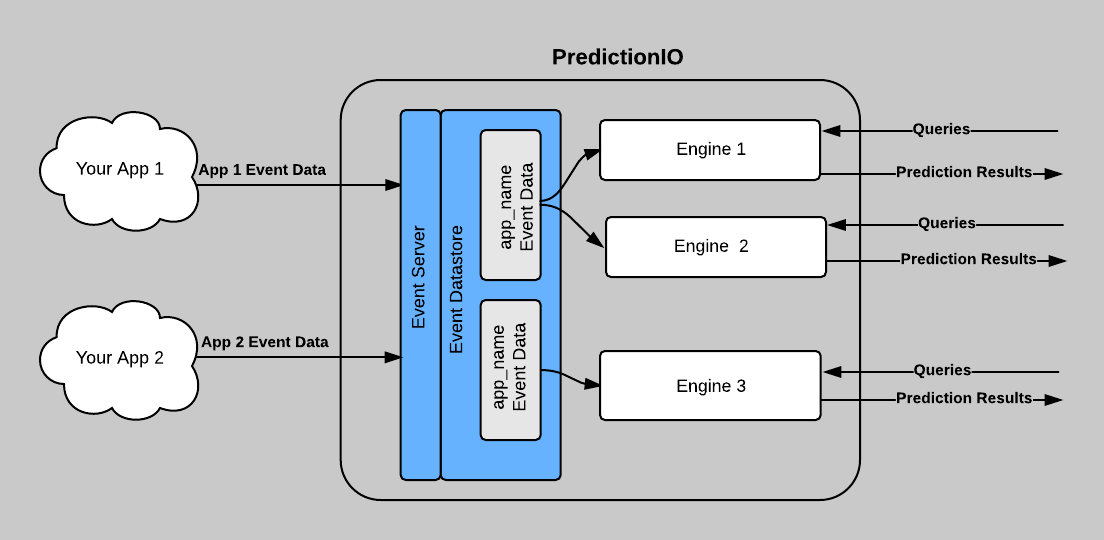 PredictionIO
Your App 1
App 1 Event Data
Your App 2
App 2 Event Data
Event Server
Event Datastore
app_name
Event Data
app_name
Event Data
Engine 1
Queries
Prediction Results
Engine  2
Queries
Prediction Results
Engine 3
Queries
Prediction Results